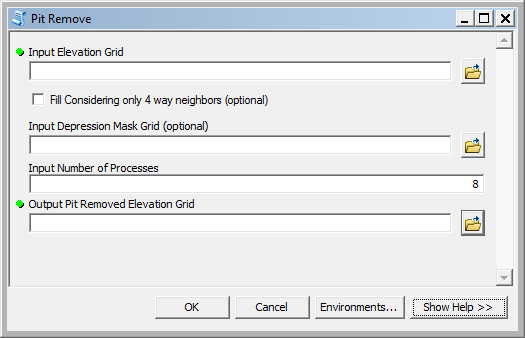 Pit Remove
Input Elevation Grid
Fill Considering only 4 way neighbors (optional)
Input Depression Mask Grid (optional)
Input Number of Processes
8
Output Pit Removed Elevation Grid
OK Cancel Environments... Show Help >>